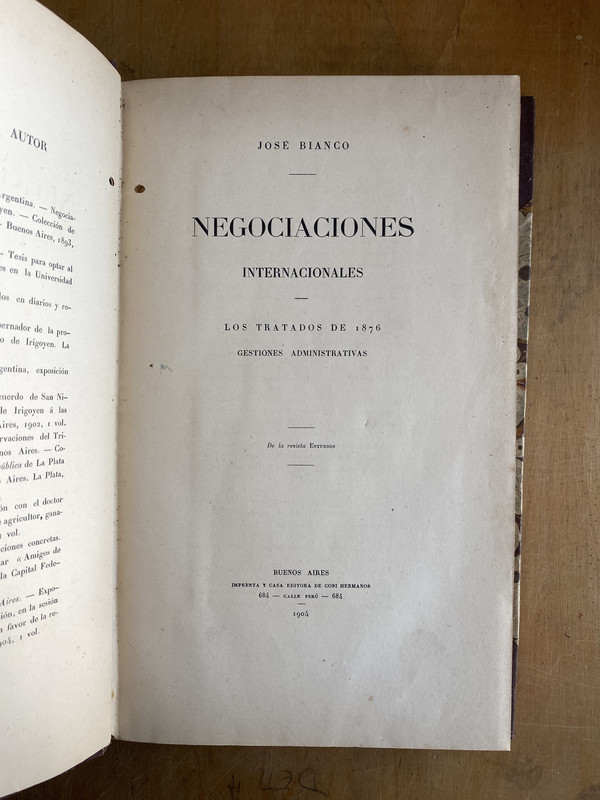 AUTOR
rgentina. — Negocia-
yen. — Colección de
Buenos Aires, 1893,
— Tesis para optar al
es en la Universidad
los en diarios y re-
bernador de la pro-
o de Irigoyen. La
gentina, exposición
cuerdo de San Ni-
de Irigoyen á las
ires, 1902, 1 vol.
rvaciones del Tri-
nos Aires. — Co-
pública de La Plata
Aires. La Plata,
ón con el doctor
agricultor, gana-
vol.
ciones concretas.
ar « Amigos de
la Capital Fede-
Aires. — Expo-
ión, en la sesión
favor de la re-
904, 1 vol.
JOSÉ BIANCO
NEGOCIACIONES
INTERNACIONALES
LOS TRATADOS DE 1876
GESTIONES ADMINISTRATIVAS
De la revista ESTUDIOS
BUENOS AIRES
IMPRENTA Y CASA EDITORA DE CONI HERMANOS
684 — CALLE PERÚ — 684
1904